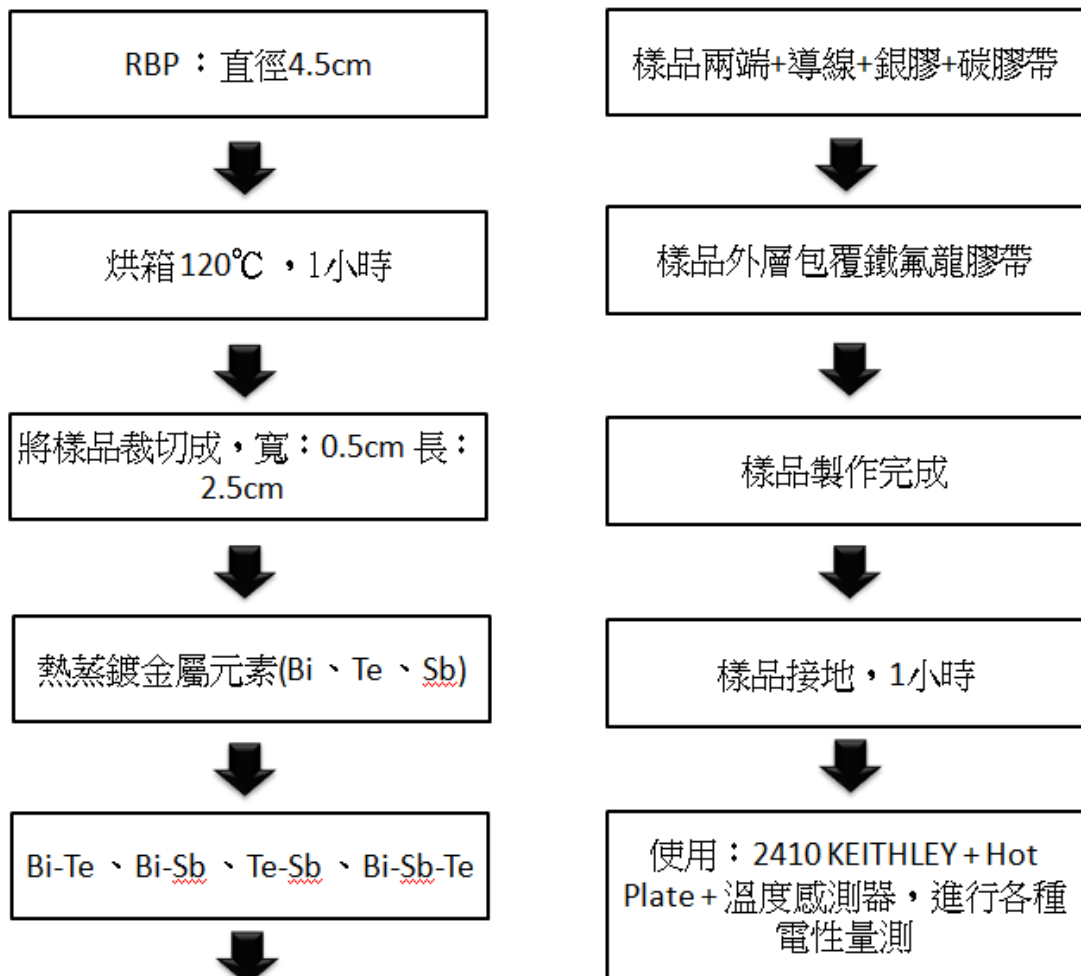 RBP：直徑4.5cm
烘箱120℃，1小時
將樣品裁切成，寬：0.5cm 長：
2.5cm
熱蒸鍍金屬元素(Bi、Te、Sb)
Bi-Te、Bi-Sb、Te-Sb、Bi-Sb-Te
樣品兩端+導線+銀膠+碳膠帶
樣品外層包覆鐵氟龍膠帶
樣品製作完成
樣品接地，1小時
使用：2410 KEITHLEY + Hot
Plate + 溫度感測器，進行各種
電性量測